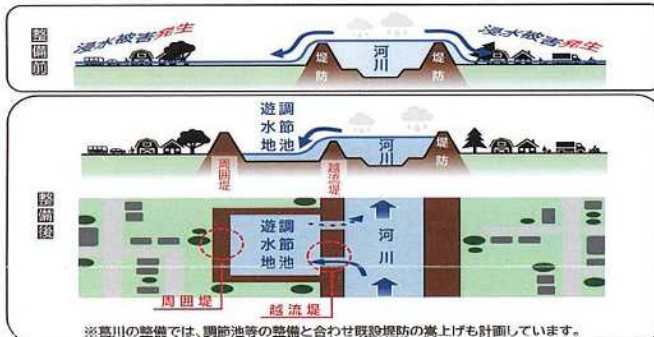 整備前
浸水被害発生
浸水被害発生
堤防
河川
堤防
整備後
調節池
遊水地
河川
堤防
周囲堤
越流堤
調節池
遊水地
河川
周囲堤
越流堤
※葛川の整備では、調節池等の整備と合わせ既設堤防の嵩上げも計画しています。